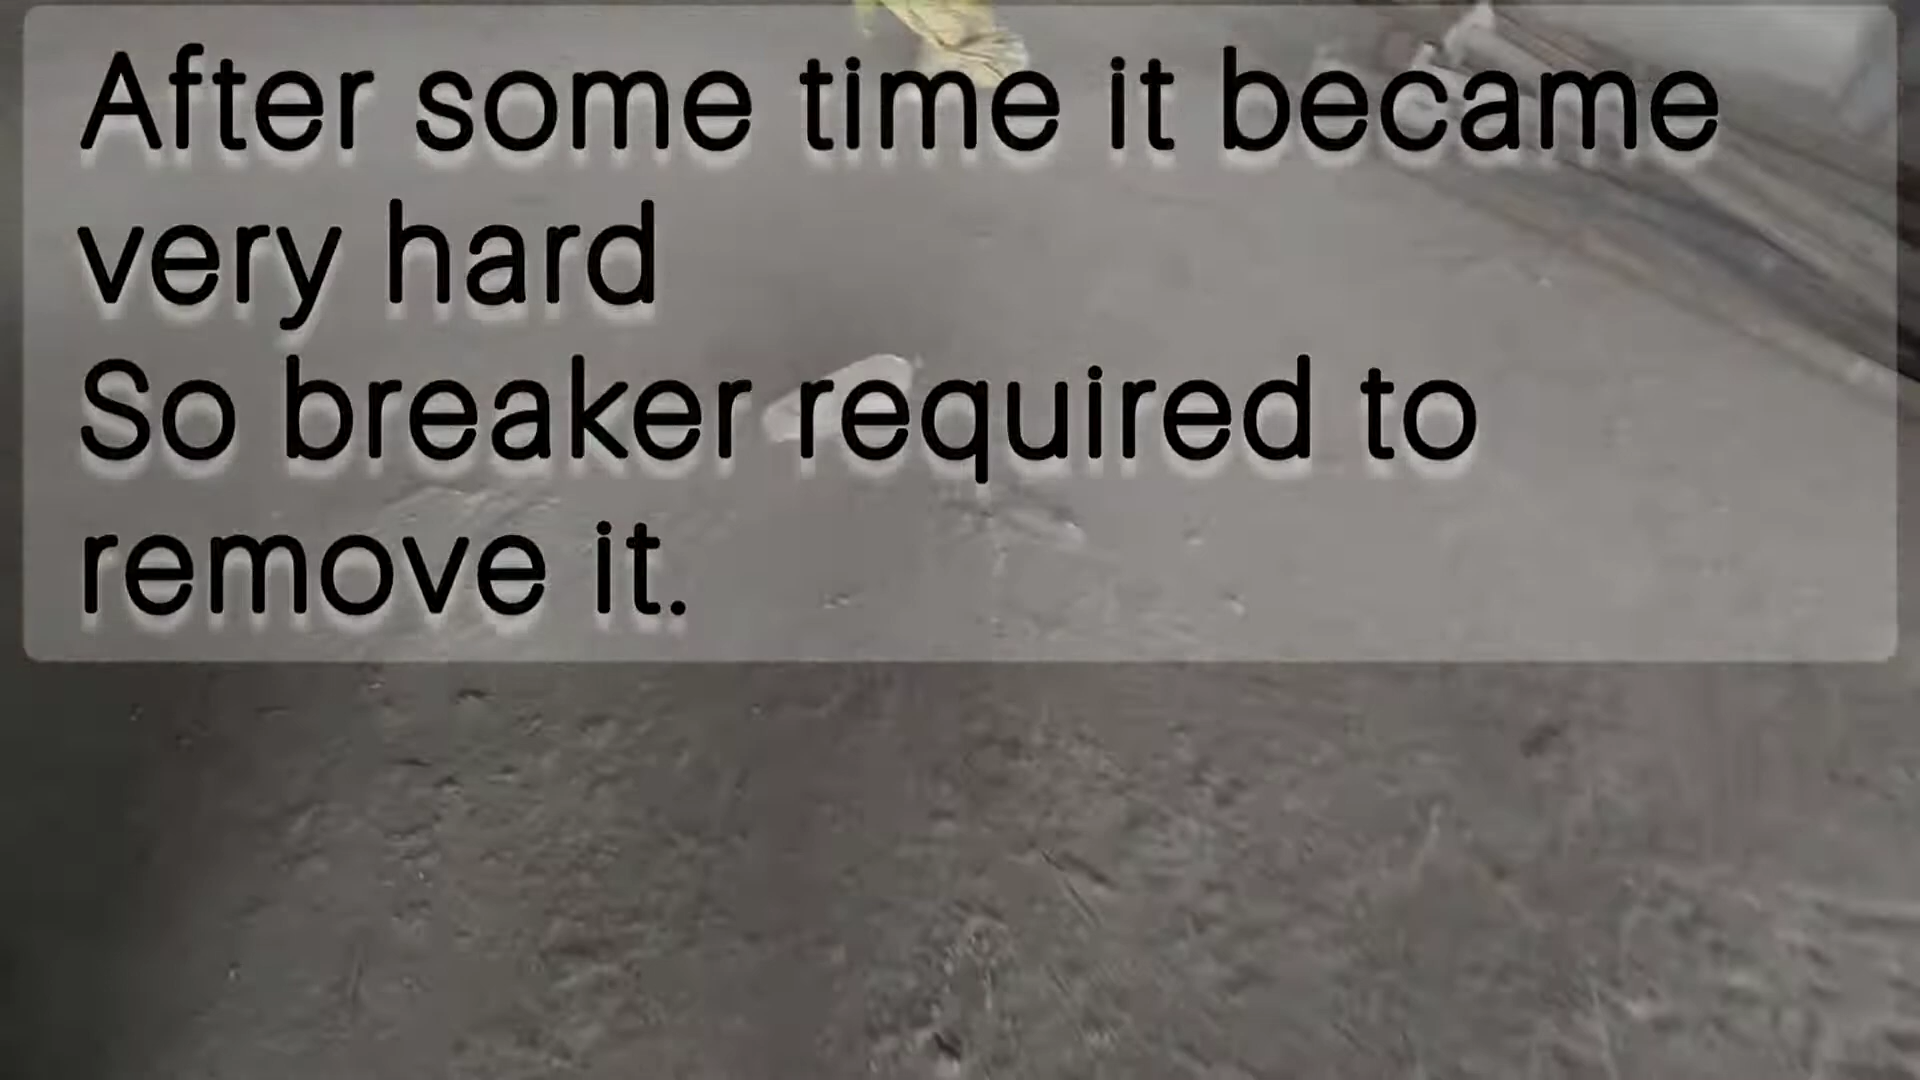 After some time it became
very hard
So breaker required to
remove it.